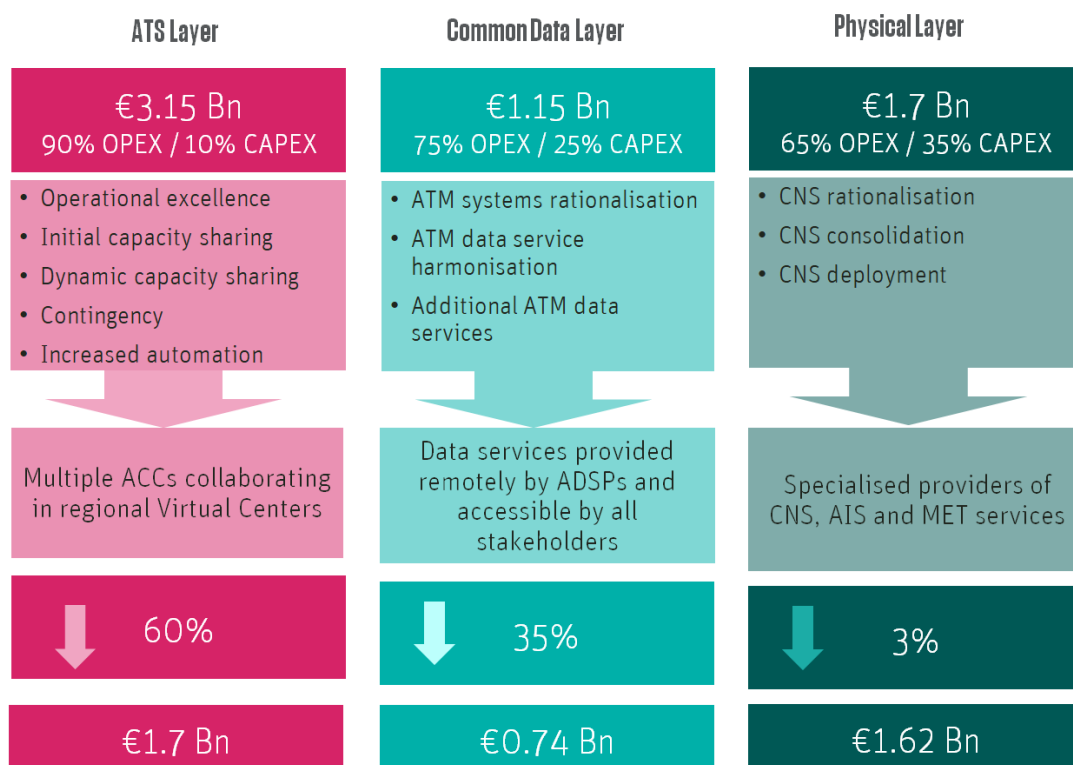 ATS Layer
€3.15 Bn
90% OPEX / 10% CAPEX
• Operational excellence
• Initial capacity sharing
• Dynamic capacity sharing
• Contingency
• Increased automation
Multiple ACCs collaborating
in regional Virtual Centers
60%
€1.7 Bn
Common Data Layer
€1.15 Bn
75% OPEX / 25% CAPEX
• ATM systems rationalisation
• ATM data service
harmonisation
• Additional ATM data
services
Data services provided
remotely by ADSPs and
accessible by all
stakeholders
35%
€0.74 Bn
Physical Layer
€1.7 Bn
65% OPEX / 35% CAPEX
• CNS rationalisation
• CNS consolidation
• CNS deployment
Specialised providers of
CNS, AIS and MET services
3%
€1.62 Bn